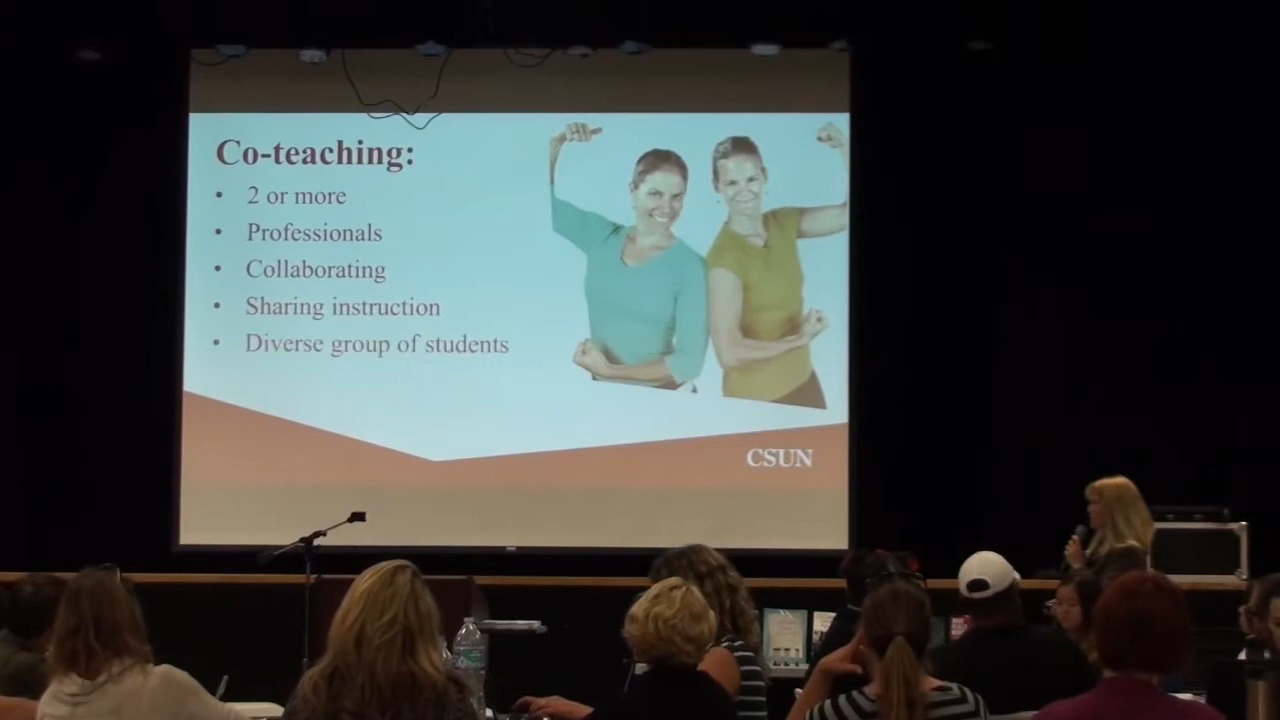 Co-teaching:
• 2 or more
• Professionals
• Collaborating
• Sharing instruction
• Diverse group of students
CSUN